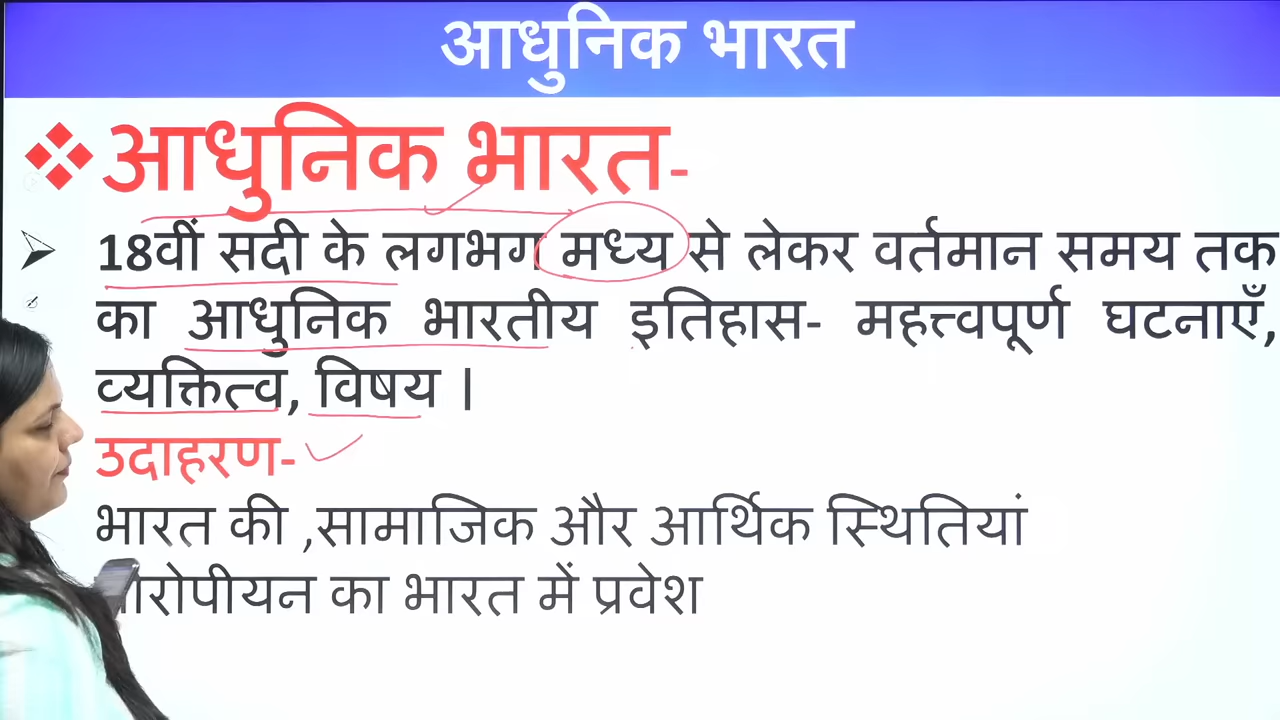 आधुनिक भारत
आधुनिक भारत-
18वीं सदी के लगभग मध्य से लेकर वर्तमान समय तक
का आधुनिक भारतीय इतिहास- महत्त्वपूर्ण घटनाएँ,
व्यक्तित्व, विषय ।
उदाहरण-
भारत की ,सामाजिक और आर्थिक स्थितियां
का भारत में प्रवेश